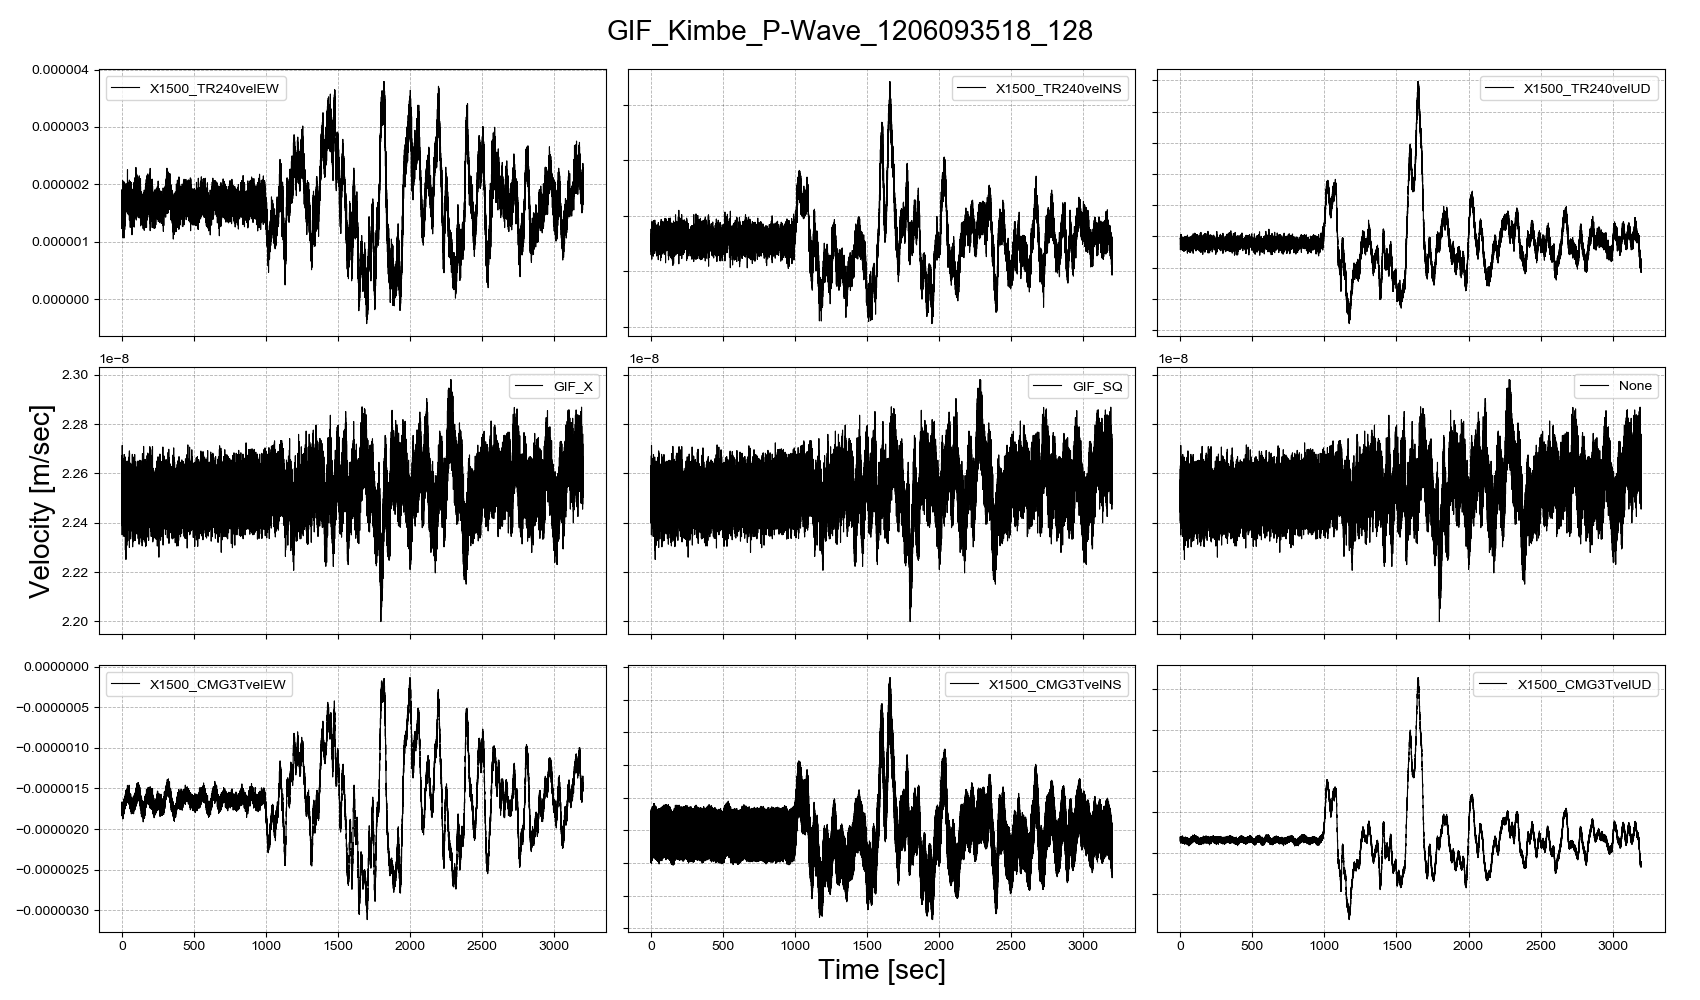 GIF_Kimbe_P-Wave_1206093518_128
X1500_TR240velEW
X1500_TR240velNS
X1500_TR240velUD
0.000004
0.000003
0.000002
0.000001
0.000000
1e−8
1e−8
1e−8
GIF_X
GIF_SQ
None
2.30
2.28
2.26
2.24
2.22
2.20
Velocity [m/sec]
X1500_CMG3TvelEW
X1500_CMG3TvelNS
X1500_CMG3TvelUD
0.0000000
−0.0000005
−0.0000010
−0.0000015
−0.0000020
−0.0000025
−0.0000030
0 500 1000 1500 2000 2500 3000
0 500 1000 1500 2000 2500 3000
0 500 1000 1500 2000 2500 3000
Time [sec]